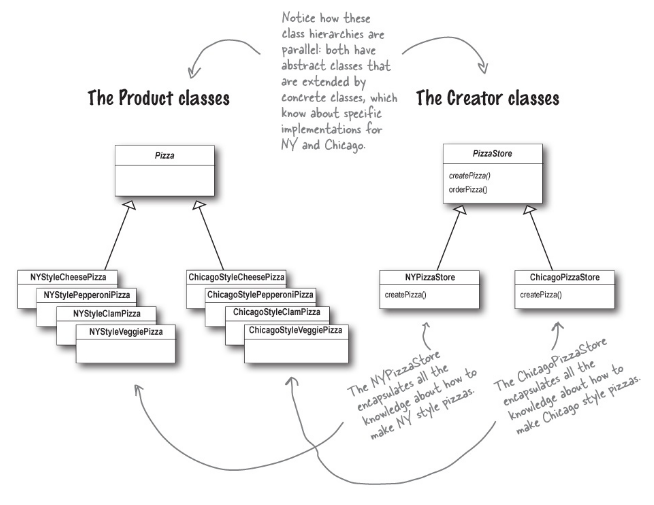 Notice how these
class hierarchies are
parallel: both have
abstract classes that
are extended by
concrete classes, which
know about specific
implementations for
NY and Chicago.
The Product classes
The Creator classes
Pizza
PizzaStore
createPizza()
orderPizza()
NYStyleCheesePizza
NYStylePepperoniPizza
NYStyleClamPizza
NYStyleVeggiePizza
ChicagoStyleCheesePizza
ChicagoStylePepperoniPizza
ChicagoStyleClamPizza
ChicagoStyleVeggiePizza
NYPizzaStore
createPizza()
ChicagoPizzaStore
createPizza()
The NYPizzaStore
encapsulates all the
knowledge about how to
make NY style pizzas.
The ChicagoPizzaStore
encapsulates all the
knowledge about how to
make Chicago style pizzas.